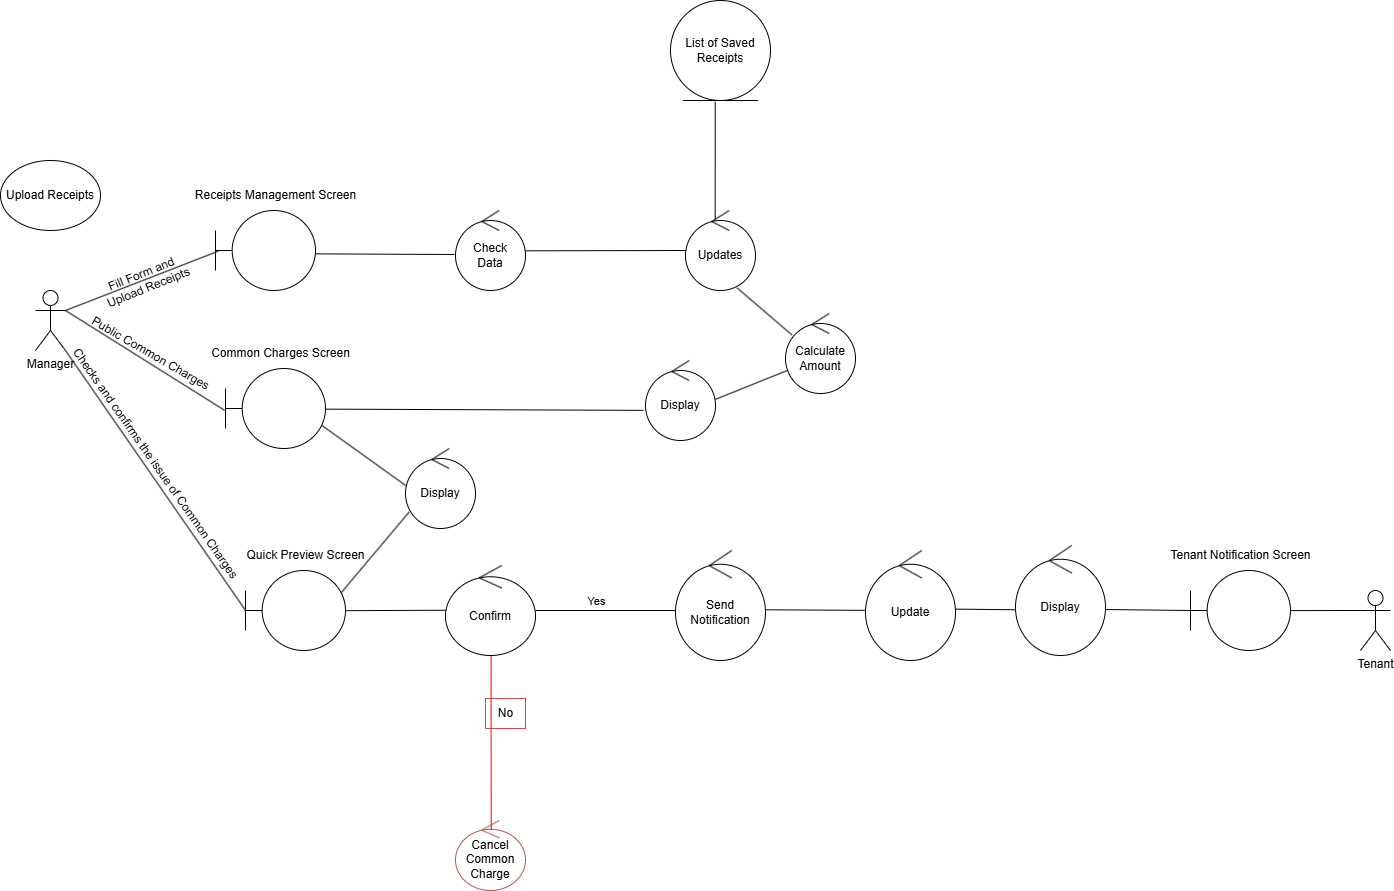 List of Saved
Receipts
Upload Receipts
Receipts Management Screen
Check
Data
Updates
Fill Form and
Upload Receipts
Manager
Public Common Charges
Common Charges Screen
Calculate
Amount
Display
Checks and confirms the issue of Common Charges
Display
Quick Preview Screen
Confirm
Yes
Send
Notification
Update
Display
Tenant Notification Screen
Tenant
No
Cancel
Common
Charge